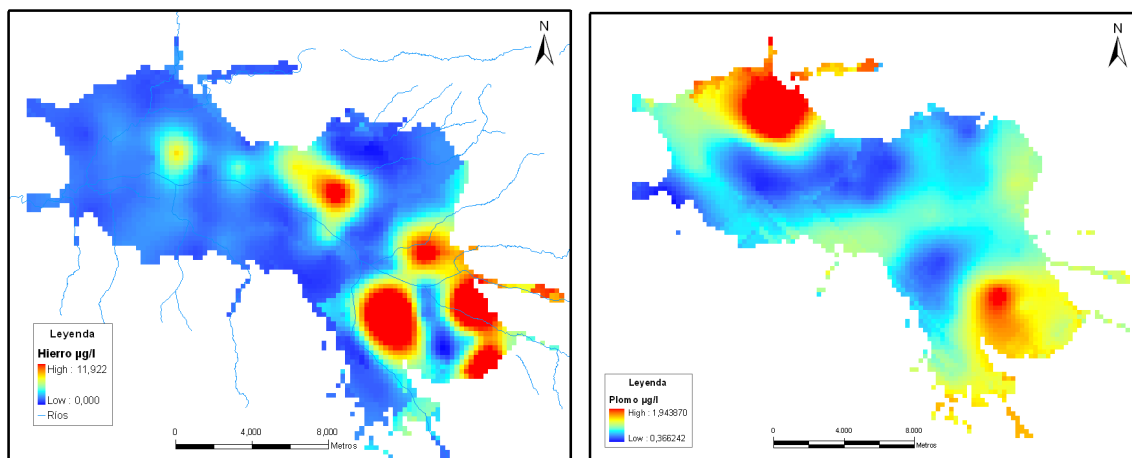 N
Leyenda
Hierro µg/l
High : 11,922
Low : 0,000
Ríos
0 4,000 8,000
Metros
N
Leyenda
Plomo µg/l
High : 1,943870
Low : 0,366242
0 4.000 8.000
Metros